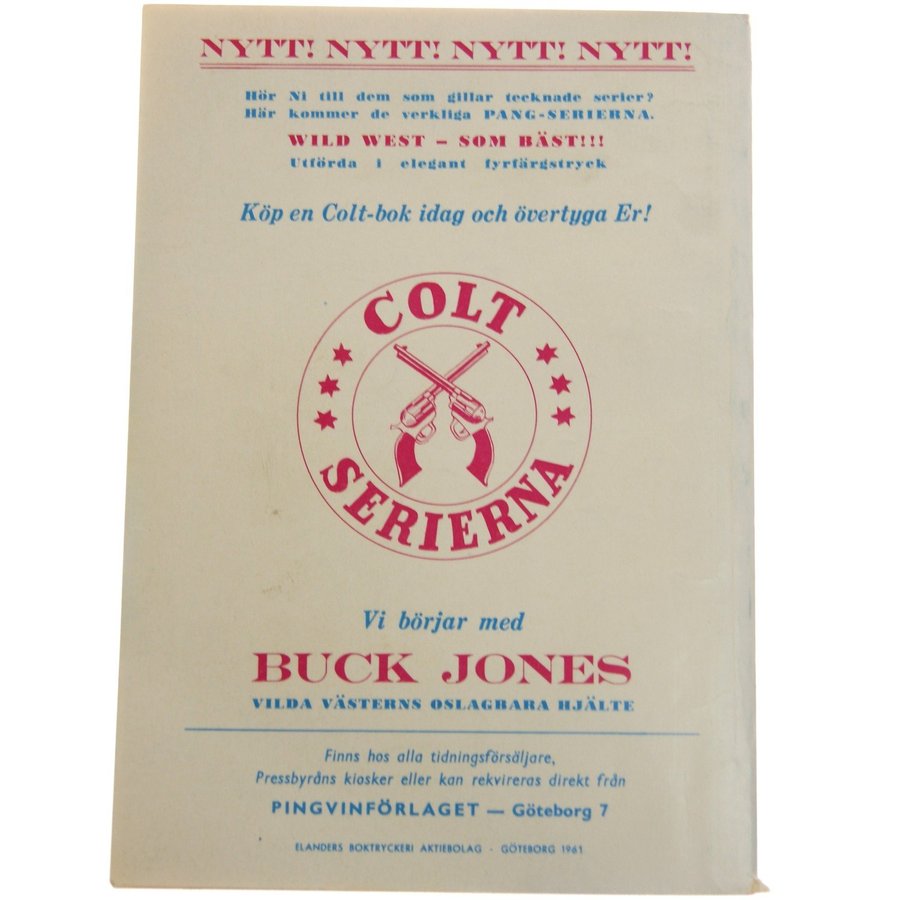 NYTT! NYTT! NYTT! NYTT!
Hör Ni till dem som gillar tecknade serier?
Här kommer de verkliga PANG-SERIERNA.
WILD WEST – SOM BÄST!!!
Utförda i elegant fyrfärgstryck
Köp en Colt-bok idag och övertyga Er!
COLT
SERIERNA
Vi börjar med
BUCK JONES
VILDA VÄSTERNS OSLAGBARA HJÄLTE
Finns hos alla tidningsförsäljare,
Pressbyråns kiosker eller kan rekvireras direkt från
PINGVINFÖRLAGET — Göteborg 7
ELANDERS BOKTRYCKERI AKTIEBOLAG - GÖTEBORG 1961